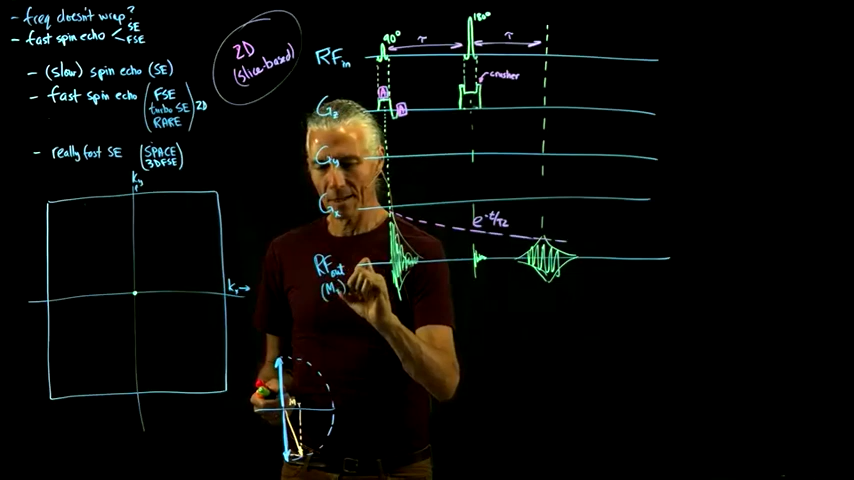 - freq doesn't wrap?
- fast spin echo < SE
FSE
- (slow) spin echo (SE)
- fast spin echo (FSE
turbo SE
RARE) 2D
- really fast SE (SPACE
3DFSE)
2D
(slice-based)
90°
τ
180°
τ
RFin
crusher
A
A
Gz
Gy
Gx
e^-t/T2
RFout
(M
ky
kx→
MT